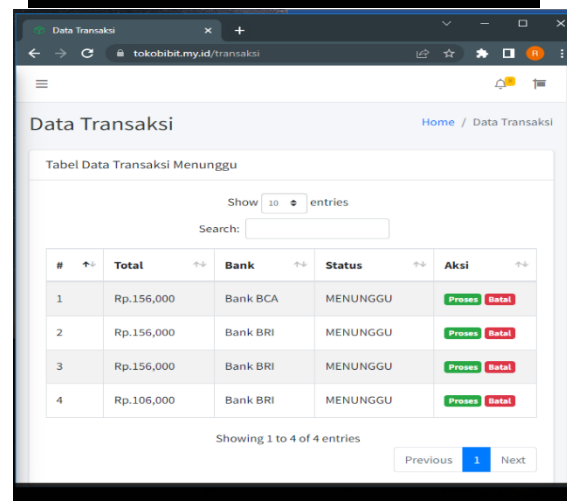 Data Transaksi
tokobibit.my.id/transaksi
R
Data Transaksi
Home / Data Transaksi
Tabel Data Transaksi Menunggu
Show 10 entries
Search:
# Total Bank Status Aksi
1 Rp.156,000 Bank BCA MENUNGGU Proses Batal
2 Rp.156,000 Bank BRI MENUNGGU Proses Batal
3 Rp.156,000 Bank BRI MENUNGGU Proses Batal
4 Rp.106,000 Bank BRI MENUNGGU Proses Batal
Showing 1 to 4 of 4 entries
Previous 1 Next